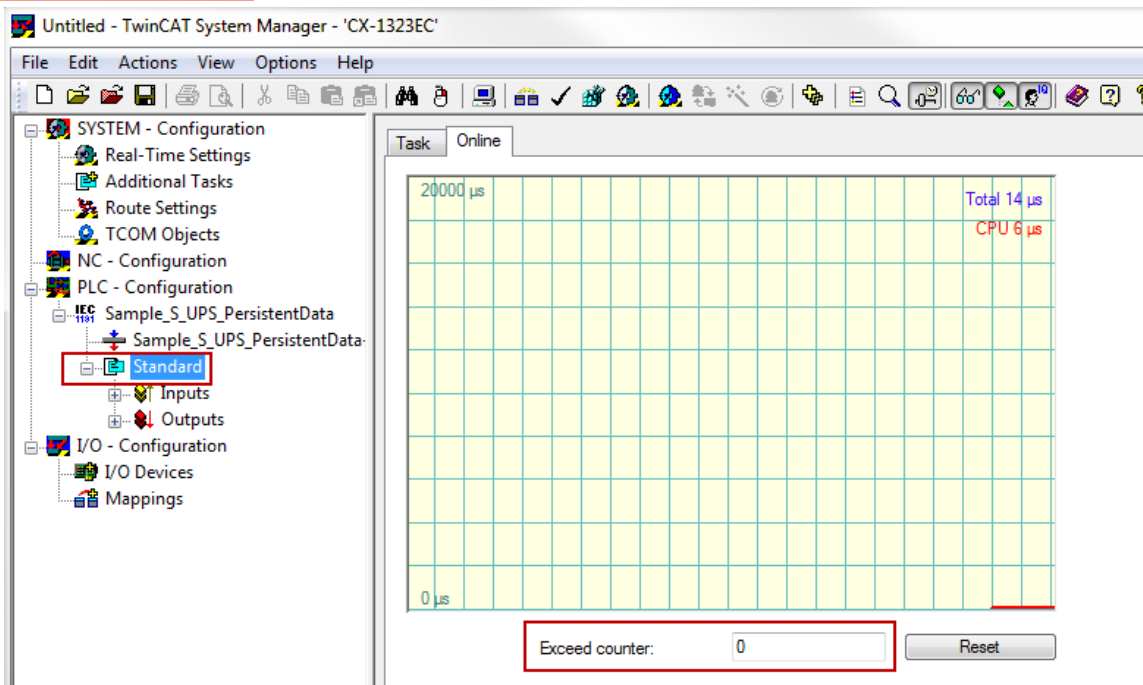 Untitled - TwinCAT System Manager - 'CX-1323EC'
File Edit Actions View Options Help
SYSTEM - Configuration
Real-Time Settings
Additional Tasks
Route Settings
TCOM Objects
NC - Configuration
PLC - Configuration
IEC 1131 Sample_S_UPS_PersistentData
Sample_S_UPS_PersistentData-
Standard
Inputs
Outputs
I/O - Configuration
I/O Devices
Mappings
Task Online
20000 µs
Total 14 µs
CPU 6 µs
0 µs
Exceed counter: 0 Reset